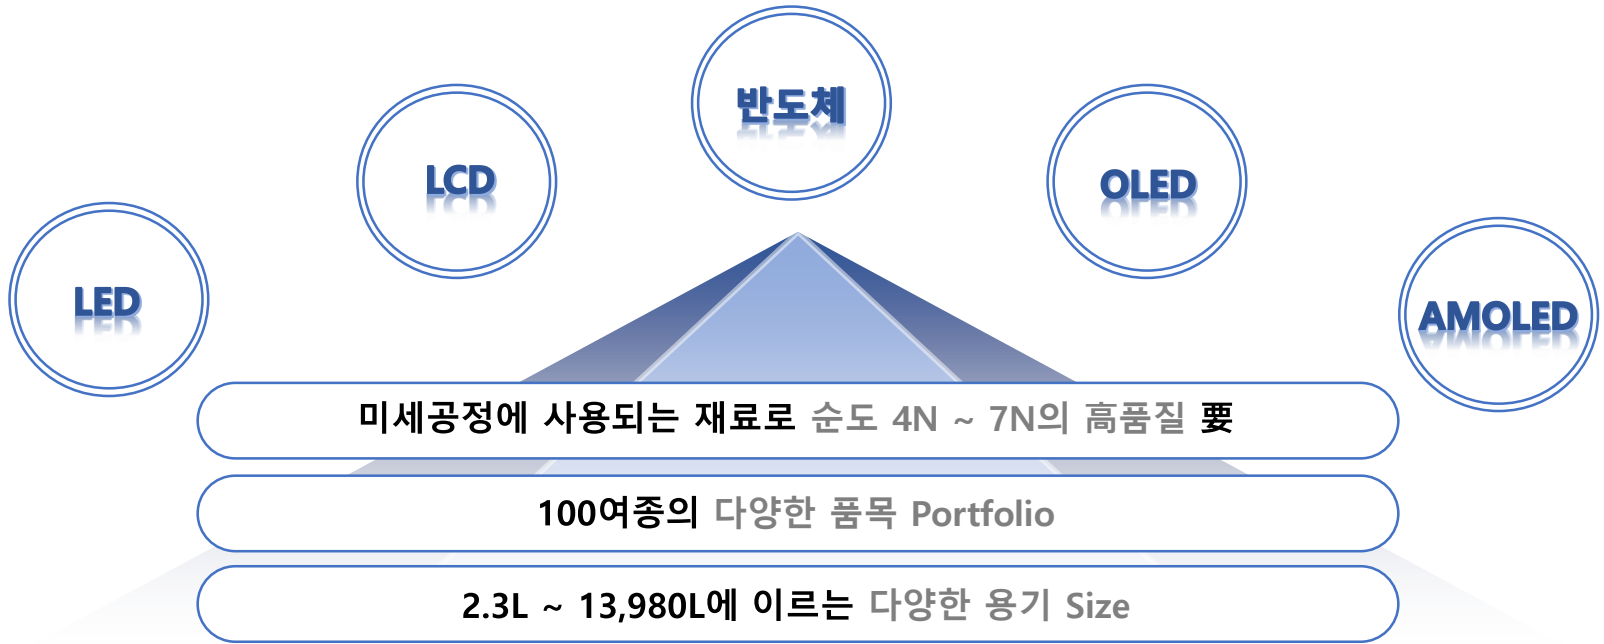 반도체
LCD
OLED
LED
AMOLED
미세공정에 사용되는 재료로 순도 4N ~ 7N의 高품질 要
100여종의 다양한 품목 Portfolio
2.3L ~ 13,980L에 이르는 다양한 용기 Size